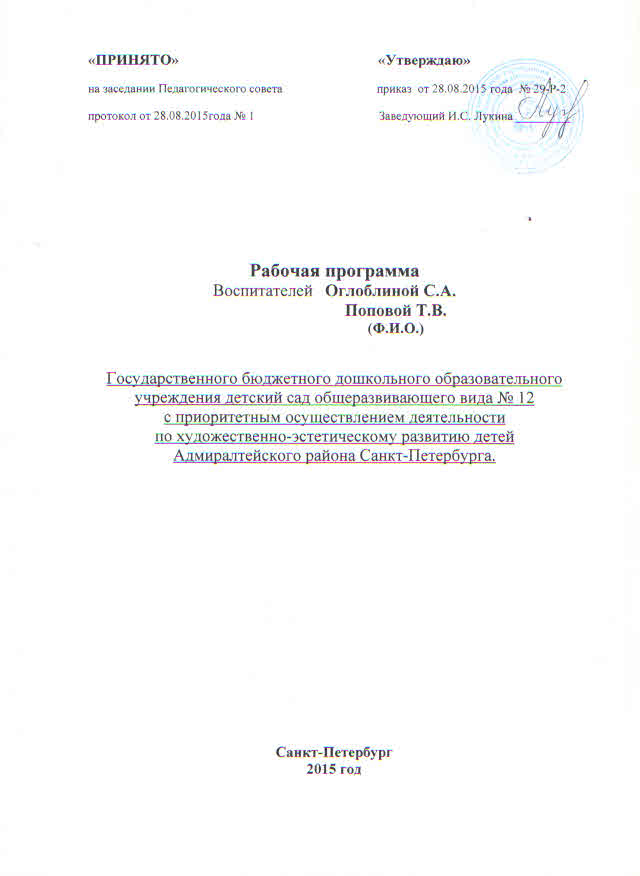 «ПРИНЯТО» «Утверждаю»
на заседании Педагогического совета приказ от 28.08.2015 года № 29-Р-2
протокол от 28.08.2015года № 1 Заведующий И.С. Лукина
Рабочая программа
Воспитателей Оглоблиной С.А.
Поповой Т.В.
(Ф.И.О.)
Государственного бюджетного дошкольного образовательного
учреждения детский сад общеразвивающего вида № 12
с приоритетным осуществлением деятельности
по художественно-эстетическому развитию детей
Адмиралтейского района Санкт-Петербурга.
Санкт-Петербург
2015 год